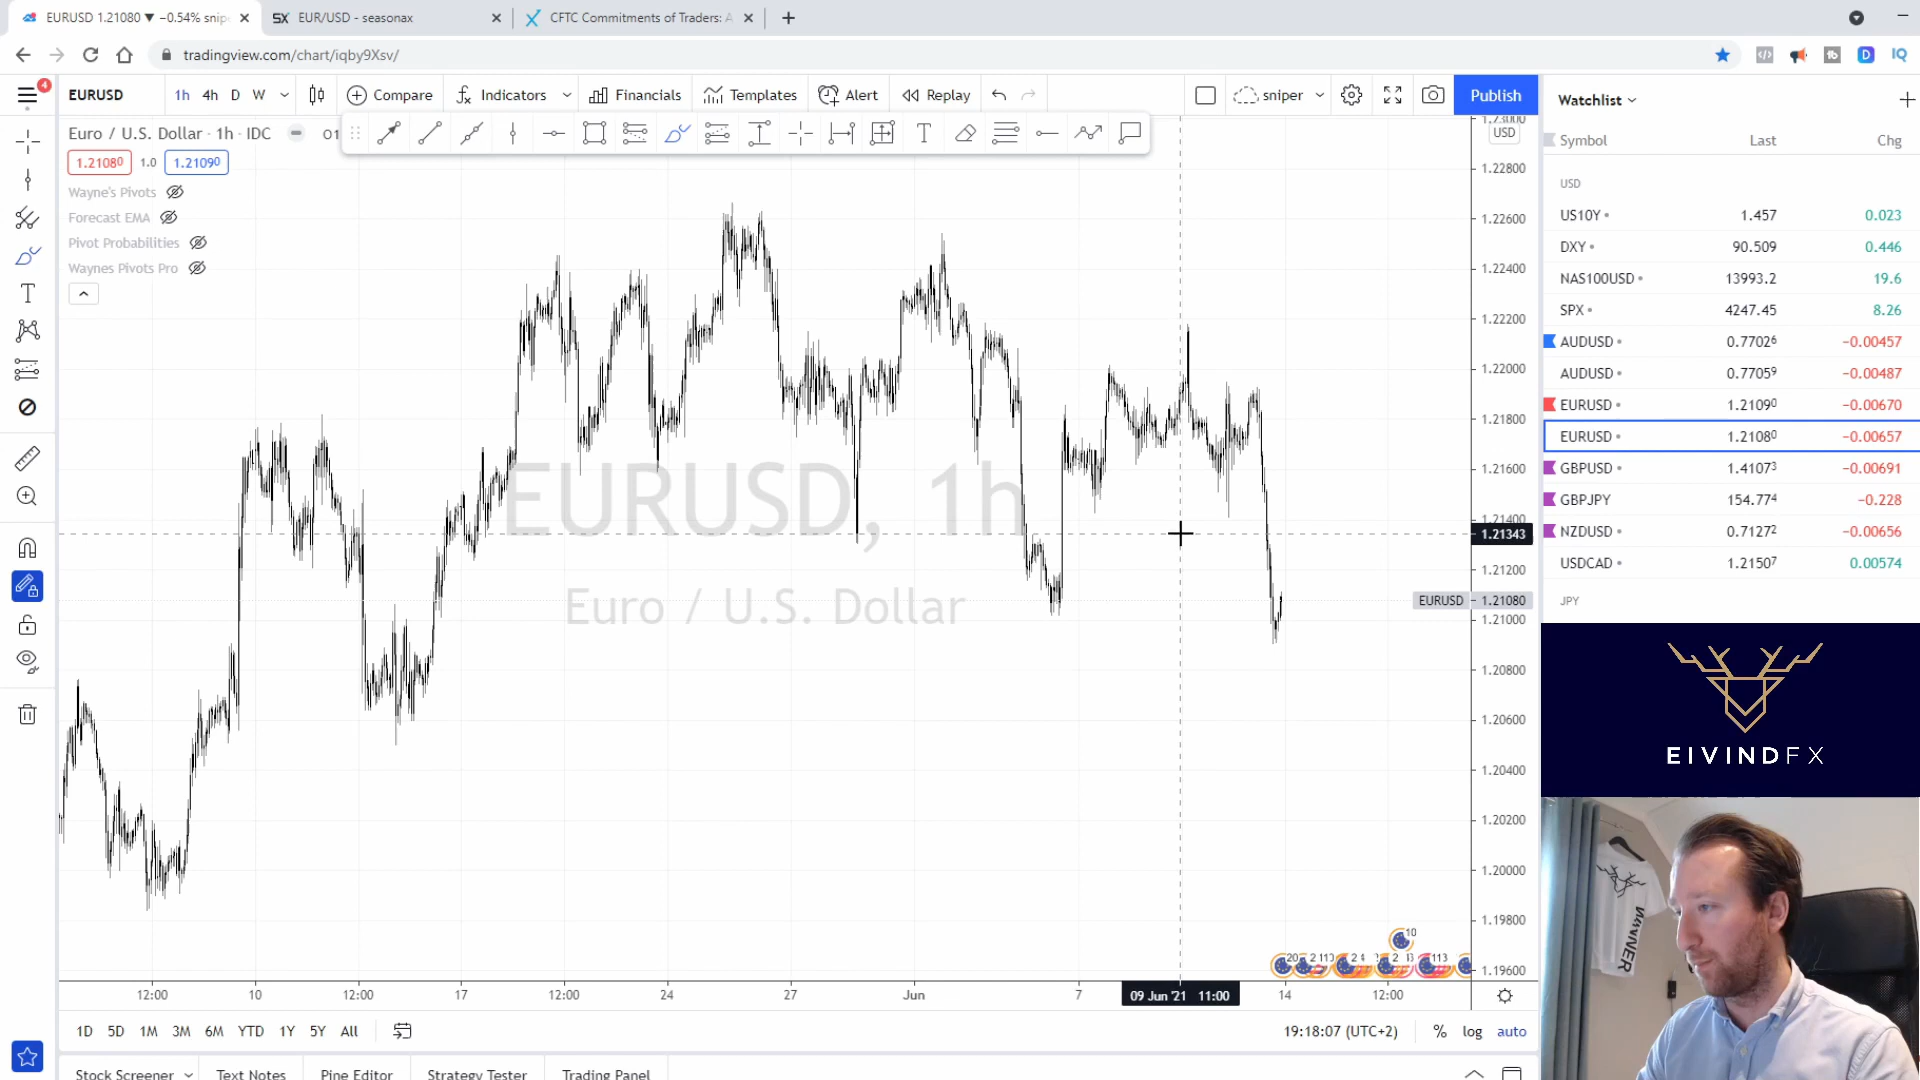 EURUSD 1.21080 ▼ −0.54% snip
EUR/USD - seasonax
CFTC Commitments of Traders: A
tradingview.com/chart/iqby9Xsv/
4
EURUSD
1h 4h D W
Compare
Indicators
Financials
Templates
Alert
Replay
sniper
Publish
Euro / U.S. Dollar · 1h · IDC
O1
1.21080 1.0 1.21090
Wayne's Pivots
Forecast EMA
Pivot Probabilities
Waynes Pivots Pro
EURUSD, 1h
Euro / U.S. Dollar
1.23000
USD
1.22800
1.22600
1.22400
1.22200
1.22000
1.21800
1.21600
1.21400
1.21343
1.21200
EURUSD 1.21080
1.21000
1.20800
1.20600
1.20400
1.20200
1.20000
1.19800
1.19600
12:00 10 12:00 17 12:00 24 27 Jun 7 09 Jun '21 11:00 14 12:00
1D 5D 1M 3M 6M YTD 1Y 5Y All
19:18:07 (UTC+2) % log auto
Stock Screener Text Notes Pine Editor Strategy Tester Trading Panel
Watchlist
Symbol Last Chg
USD
US10Y 1.457 0.023
DXY 90.509 0.446
NAS100USD 13993.2 19.6
SPX 4247.45 8.26
AUDUSD 0.77026 −0.00457
AUDUSD 0.77059 −0.00487
EURUSD 1.21090 −0.00670
EURUSD 1.21080 −0.00657
GBPUSD 1.41073 −0.00691
GBPJPY 154.774 −0.228
NZDUSD 0.71272 −0.00656
USDCAD 1.21507 0.00574
JPY
EIVINDFX
WINNER